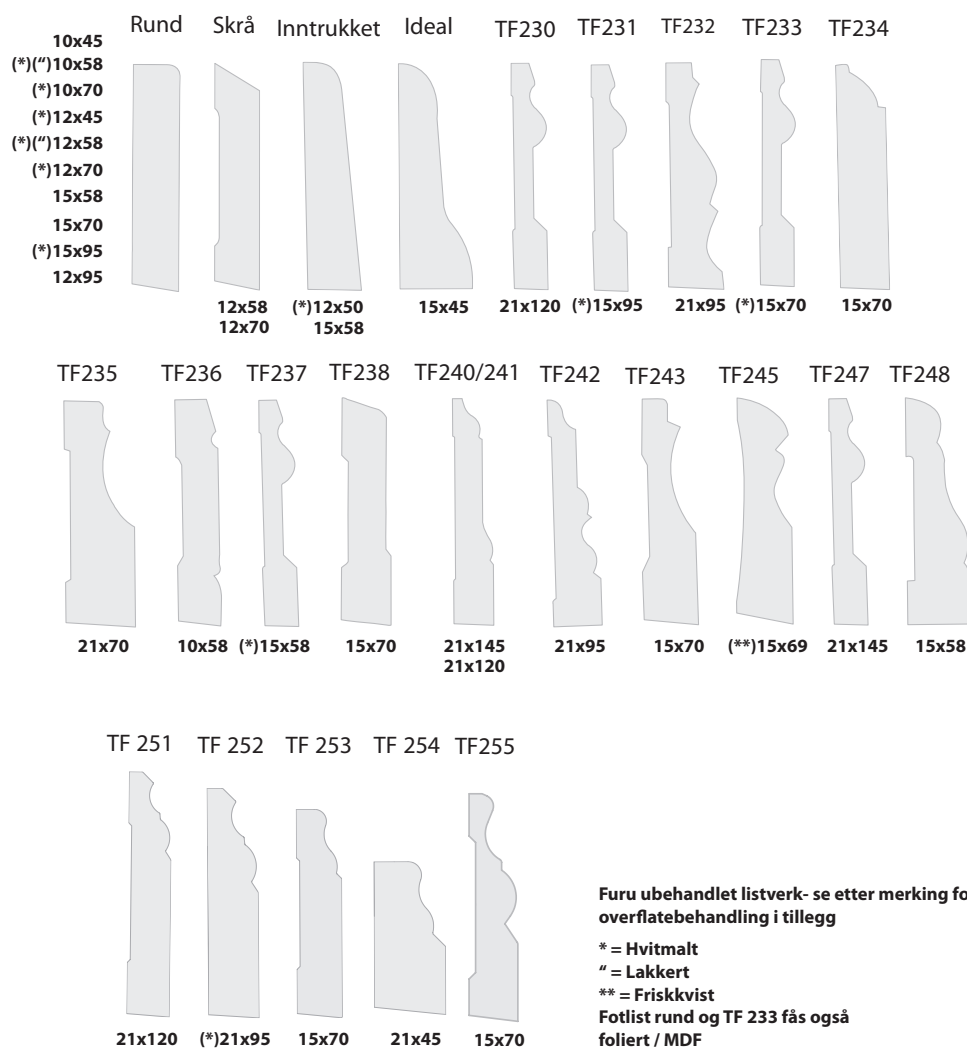 Rund Skrå Inntrukket Ideal TF230 TF231 TF232 TF233 TF234
10x45
(*)(“)10x58
(*)10x70
(*)12x45
(*)(“)12x58
(*)12x70
15x58
15x70
(*)15x95
12x95
12x58 (*)12x50 15x45 21x120 (*)15x95 21x95 (*)15x70 15x70
12x70 15x58
TF235 TF236 TF237 TF238 TF240/241 TF242 TF243 TF245 TF247 TF248
21x70 10x58 (*)15x58 15x70 21x145 21x95 15x70 (**)15x69 21x145 15x58
21x120
TF 251 TF 252 TF 253 TF 254 TF255
21x120 (*)21x95 15x70 21x45 15x70
Furu ubehandlet listverk- se etter merking fo
overflatebehandling i tillegg
* = Hvitmalt
“ = Lakkert
** = Friskkvist
Fotlist rund og TF 233 fås også
foliert / MDF